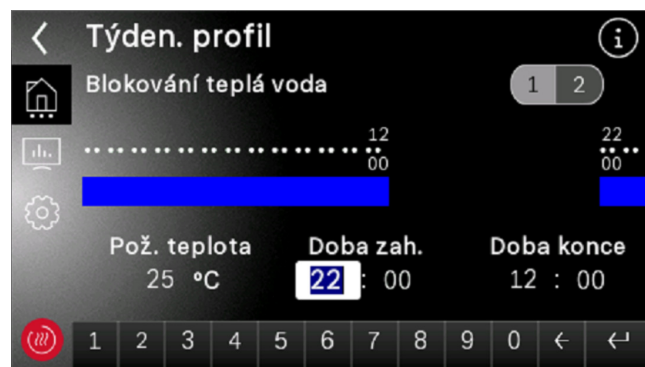 Týden. profil
i
Blokování teplá voda
1 2
12 22
00 00
Pož. teplota Doba zah. Doba konce
25 °C 22 : 00 12 : 00
1 2 3 4 5 6 7 8 9 0 ← ↵